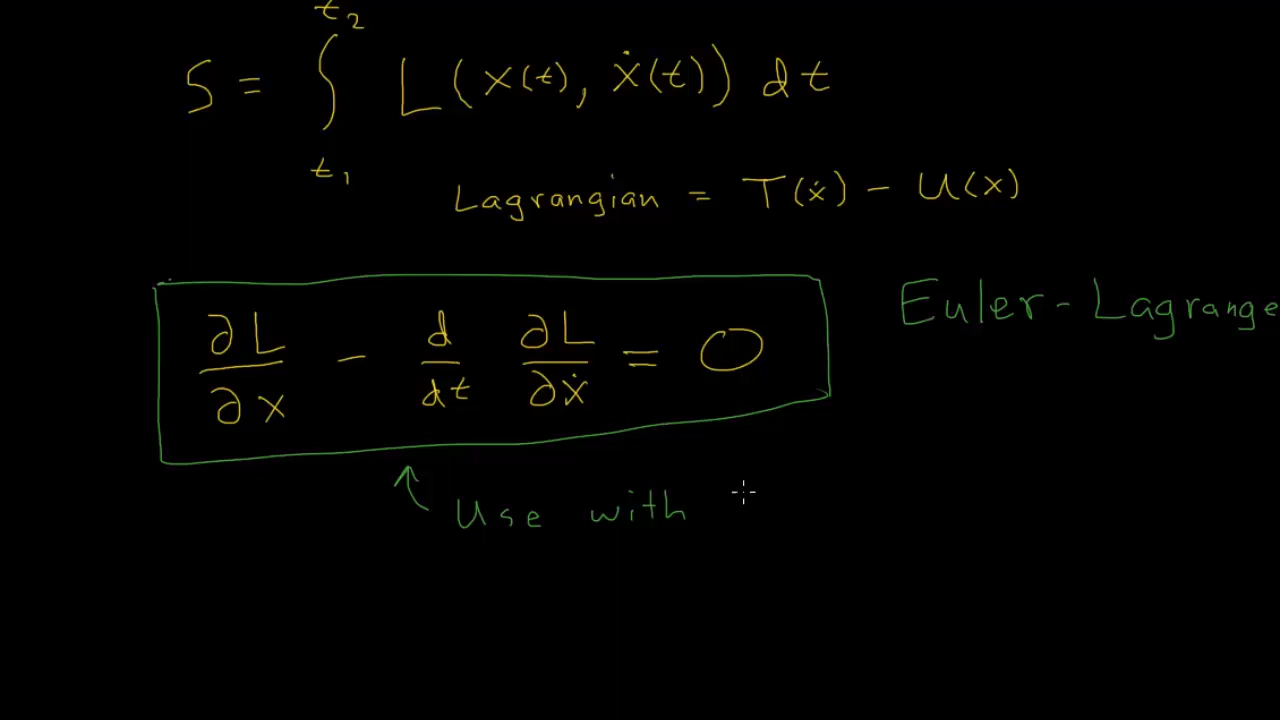 S = ∫_{t₁}^{t₂} L(x(t), ẋ(t)) dt
Lagrangian = T(ẋ) - U(x)
∂L/∂x - d/dt ∂L/∂ẋ = 0
Euler-Lagrange
Use with